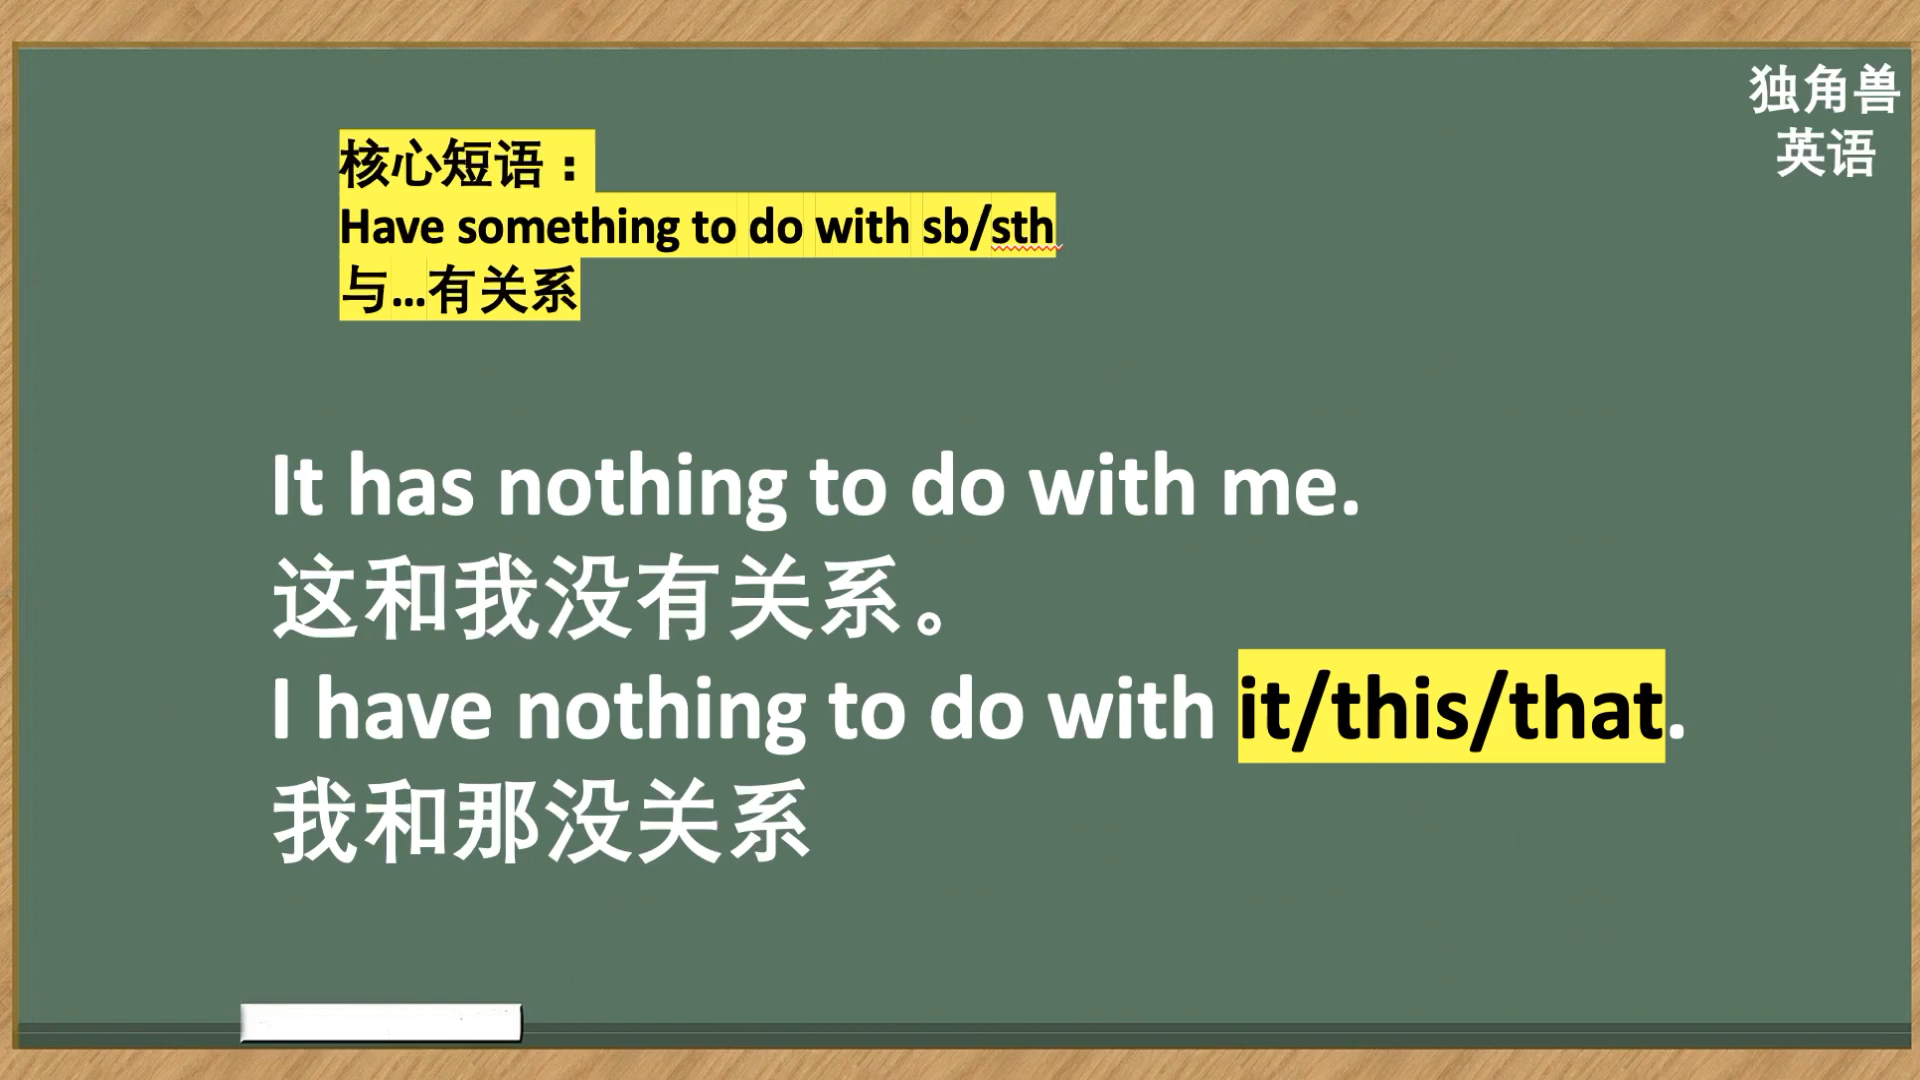 独角兽
英语
核心短语：
Have something to do with sb/sth
与...有关系
It has nothing to do with me.
这和我没有关系。
I have nothing to do with it/this/that.
我和那没关系